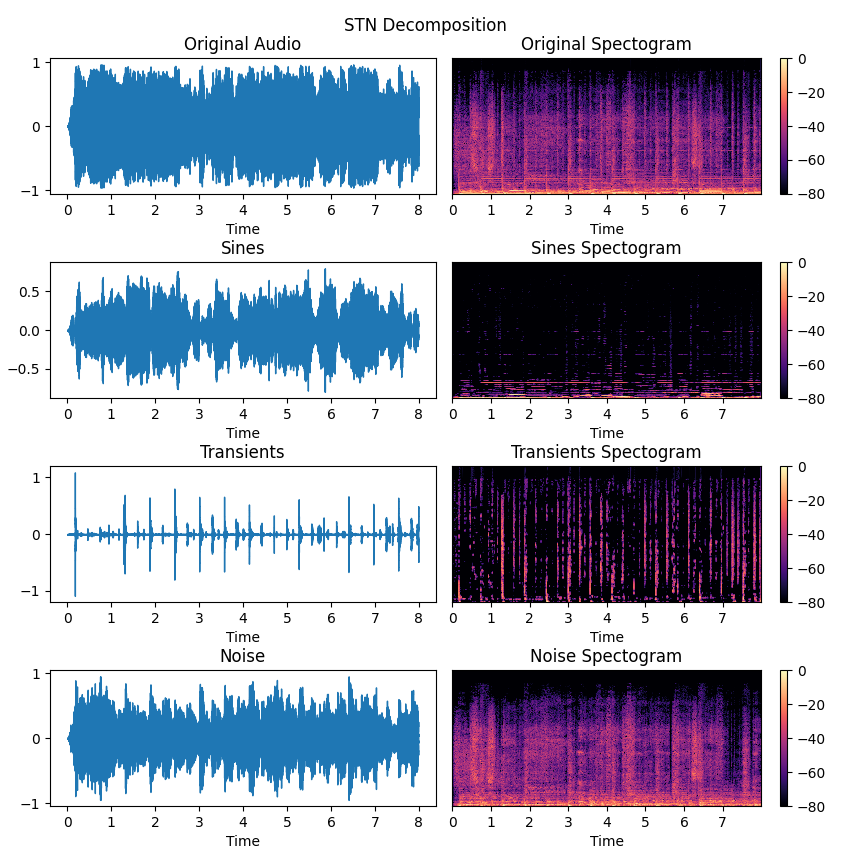 STN Decomposition
Original Audio
Original Spectogram
1
0
−1
0 1 2 3 4 5 6 7 8
Time
0 1 2 3 4 5 6 7
Time
0
−20
−40
−60
−80
Sines
Sines Spectogram
0.5
0.0
−0.5
0 1 2 3 4 5 6 7 8
Time
0 1 2 3 4 5 6 7
Time
0
−20
−40
−60
−80
Transients
Transients Spectogram
1
0
−1
0 1 2 3 4 5 6 7 8
Time
0 1 2 3 4 5 6 7
Time
0
−20
−40
−60
−80
Noise
Noise Spectogram
1
0
−1
0 1 2 3 4 5 6 7 8
Time
0 1 2 3 4 5 6 7
Time
0
−20
−40
−60
−80